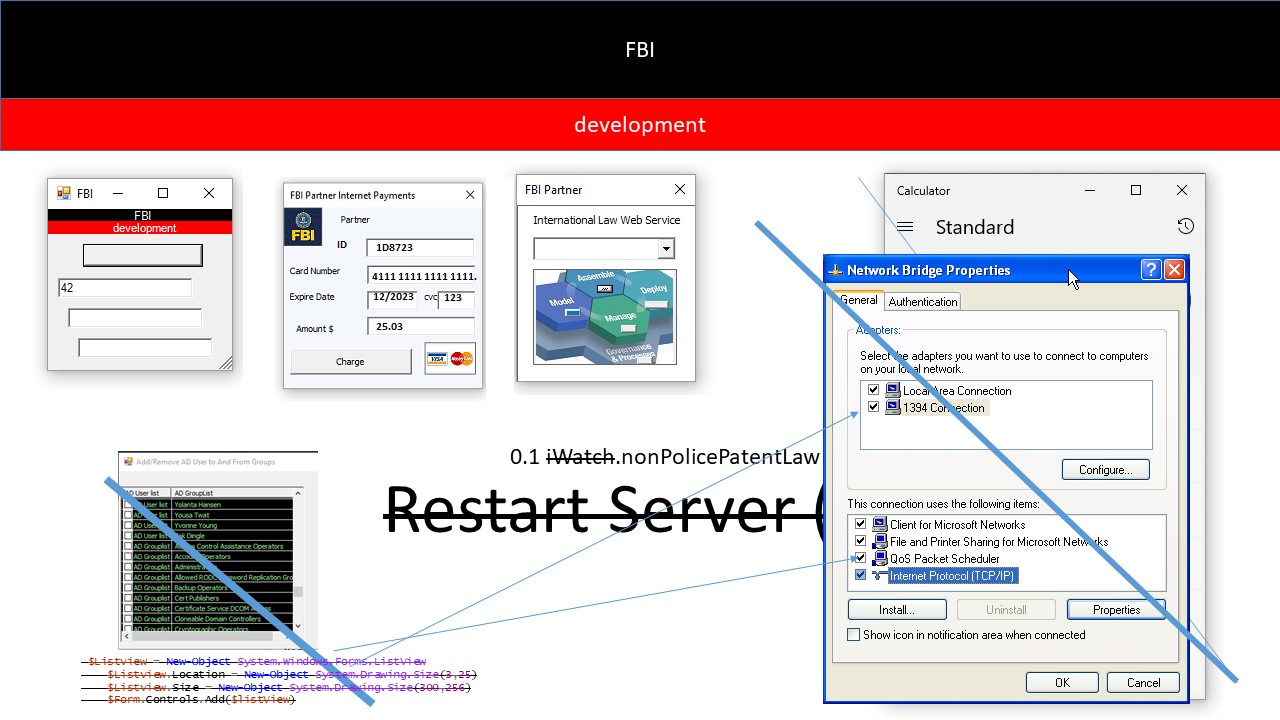 FBI
development
FBI
FBI
development
42
FBI Partner Internet Payments
FBI
Partner
ID
1D8723
Card Number
4111 1111 1111 1111.
Expire Date
12/2023
cvc
123
Amount $
25.03
Charge
VISA
FBI Partner
International Law Web Service
Assemble
Model
Deploy
Manage
Governance
& Processes
Calculator
Standard
Network Bridge Properties
General
Authentication
Adapters:
Select the adapters you want to use to connect to computers
on your local network.
Local Area Connection
1394 Connection
Configure...
This connection uses the following items:
Client for Microsoft Networks
File and Printer Sharing for Microsoft Networks
QoS Packet Scheduler
Internet Protocol (TCP/IP)
Install...
Uninstall
Properties
Show icon in notification area when connected
OK
Cancel
0.1 iWatch.nonPolicePatentLaw
Restart Server (
Add/Remove AD User to And From Groups
AD User list AD GroupList
AD User list Yolanta Hansen
AD User list Yousa Twat
AD User list Yvonne Young
AD User list Dingle
AD Grouplist Control Assistance Operators
AD Grouplist Operators
AD Grouplist
AD Grouplist Allowed RODC Password Replication Gro
AD Grouplist Backup Operators
AD Grouplist Cert Publishers
AD Grouplist Certificate Service DCOM Access
AD Grouplist Cloneable Domain Controllers
AD Grouplist Cryptographic Operators
$Listview = New-Object System.Windows.Forms.ListView
$Listview.Location = New-Object System.Drawing.Size(3,25)
$Listview.Size = New-Object System.Drawing.Size(300,256)
$Form.Controls.Add($listView)